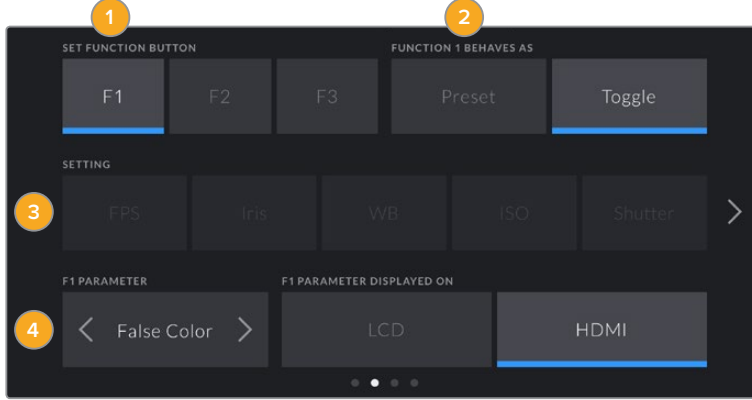 1 2
SET FUNCTION BUTTON FUNCTION 1 BEHAVES AS
F1 F2 F3 Preset Toggle
SETTING
3 FPS Iris WB ISO Shutter
F1 PARAMETER F1 PARAMETER DISPLAYED ON
4 False Color LCD HDMI